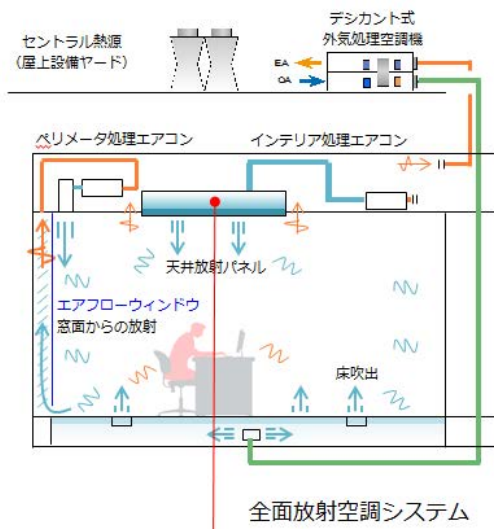 セントラル熱源
(屋上設備ヤード)
デシカント式
外気処理空調機
EA
OA
ペリメータ処理エアコン
インテリア処理エアコン
天井放射パネル
エアフローウィンドウ
窓面からの放射
床吹出
全面放射空調システム